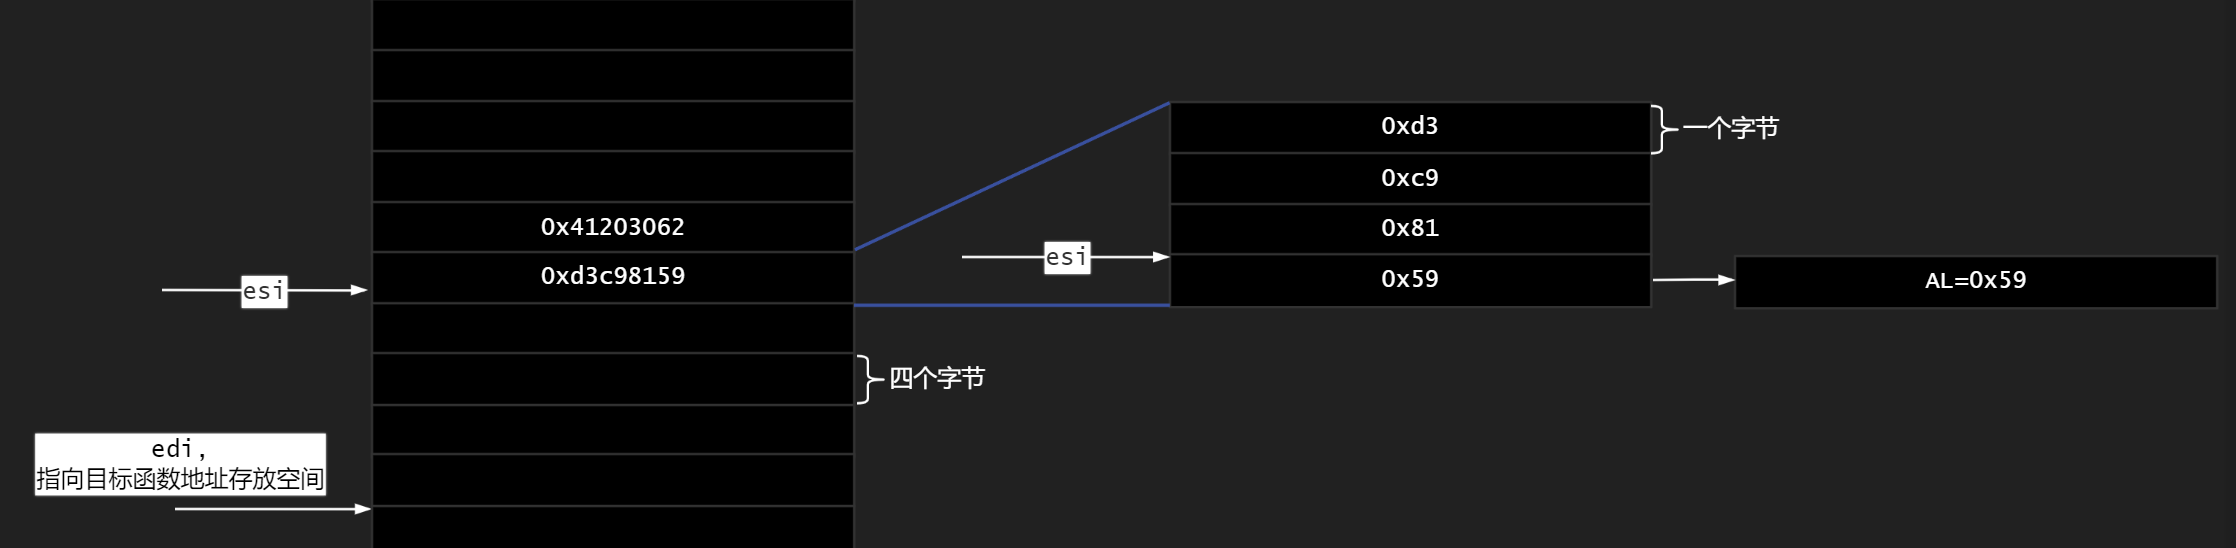 0xd3
一个字节
0xc9
0x41203062
0x81
esi
0xd3c98159
0x59
AL=0x59
esi
四个字节
edi,
指向目标函数地址存放空间